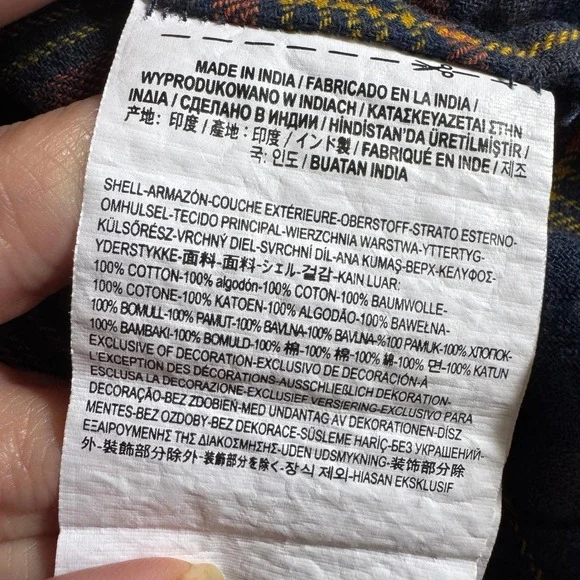 MADE IN INDIA / FABRICADO EN LA INDIA /
WYPRODUKOWANO W INDIACH / ΚΑΤΑΣΚΕΥΑΖΕΤΑΙ ΣΤΗΝ
ΙΝΔΙΑ / СДЕЛАНО В ИНДИИ / HİNDİSTAN'DA ÜRETİLMİŞTİR /
产地: 印度 / 產地: 印度 / インド製 / FABRIQUÉ EN INDE / 제조
국: 인도 / BUATAN INDIA
SHELL-ARMAZÓN-COUCHE EXTÉRIEURE-OBERSTOFF-STRATO ESTERNO-
OMHULSEL-TECIDO PRINCIPAL-WIERZCHNIA WARSTWA-YTTERTYG-
KÜLSŐRÉSZ-VRCHNÝ DIEL-SVRCHNÍ DÍL-ANA KUMAŞ-ВЕРХ-ΚΕΛΥΦΟΣ-
YDERSTYKKE-面料-面料-シェル-겉감-KAIN LUAR:
100% COTTON-100% algodón-100% COTON-100% BAUMWOLLE-
100% COTONE-100% KATOEN-100% ALGODÃO-100% BAWEŁNA-
100% BOMULL-100% PAMUT-100% BAVLNA-100% BAVLNA-%100 PAMUK-100% ХЛОПОК-
100% ΒΑΜΒΑΚΙ-100% BOMULD-100% 棉-100% 棉-100% 綿-100% 면-100% KATUN
EXCLUSIVE OF DECORATION-EXCLUSIVO DE DECORACIÓN-À
L'EXCEPTION DES DÉCORATIONS-AUSSCHLIEßLICH DEKORATION-
ESCLUSA LA DECORAZIONE-EXCLUSIEF VERSIERING-EXCLUSIVO PARA
DECORAÇÃO-BEZ ZDOBIEŃ-MED UNDANTAG AV DEKORATIONEN-DÍSZ
MENTES-BEZ OZDOBY-BEZ DEKORACE-SÜSLEME HARİÇ-БЕЗ УКРАШЕНИЙ-
ΕΞΑΙΡΟΥΜΕΝΗΣ ΤΗΣ ΔΙΑΚΟΣΜΗΣΗΣ-UDEN UDSMYKNING-装饰部分除
外-裝飾部分除外-装飾部分を除く-장식 제외-HIASAN EKSKLUSIF